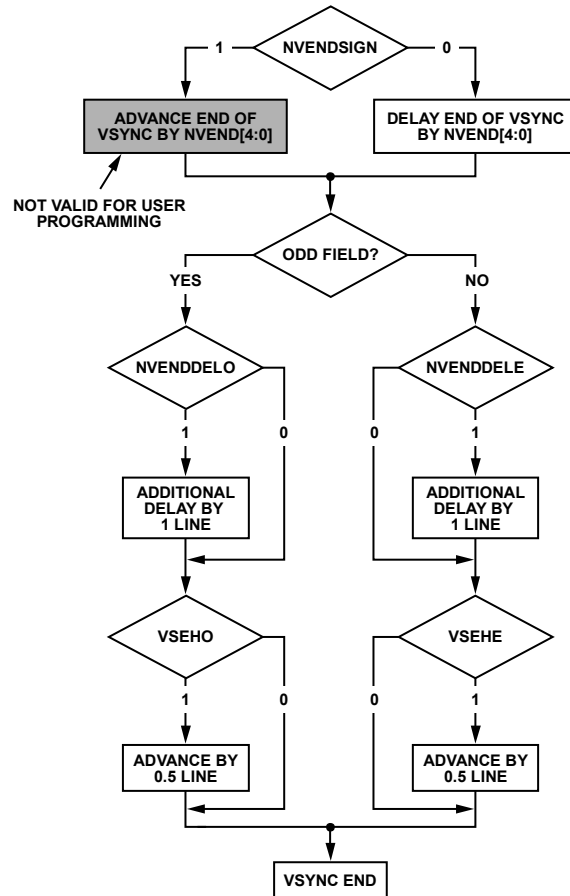 NVENDSIGN
1
0
ADVANCE END OF
VSYNC BY NVEND[4:0]
DELAY END OF VSYNC
BY NVEND[4:0]
NOT VALID FOR USER
PROGRAMMING
ODD FIELD?
YES
NO
NVENDDELO
NVENDDELE
1
0
0
1
ADDITIONAL
DELAY BY
1 LINE
ADDITIONAL
DELAY BY
1 LINE
VSEHO
VSEHE
1
0
0
1
ADVANCE BY
0.5 LINE
ADVANCE BY
0.5 LINE
VSYNC END